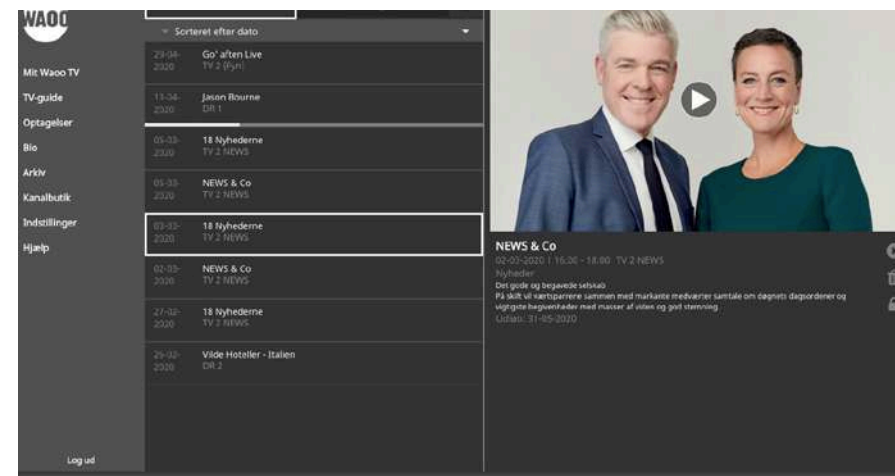 WAOO
Mit Waoo TV
TV-guide
Optagelser
Bio
Arkiv
Kanalbutik
Indstillinger
Hjælp
Log ud
Sorteret efter dato
29-04-
2020
Go' aften Live
TV 2 (Fyn)
13-04-
2020
Jason Bourne
DR 1
05-03-
2020
18 Nyhederne
TV 2 NEWS
03-03-
2020
NEWS & Co
TV 2 NEWS
03-03-
2020
18 Nyhederne
TV 2 NEWS
02-03-
2020
NEWS & Co
TV 2 NEWS
27-02-
2020
18 Nyhederne
TV 2 NEWS
26-02-
2020
Vilde Hoteller - Italien
DR 2
NEWS & Co
02-03-2020 | 16:00 - 18:00 TV 2 NEWS
Nyheder
Det gode og begavede selskab
På skift vil værtsparrene sammen med markante medværter samtale om døgnets dagsordener og
vigtigste begivenheder med masser af viden og god stemning.
Udløb: 31-05-2020